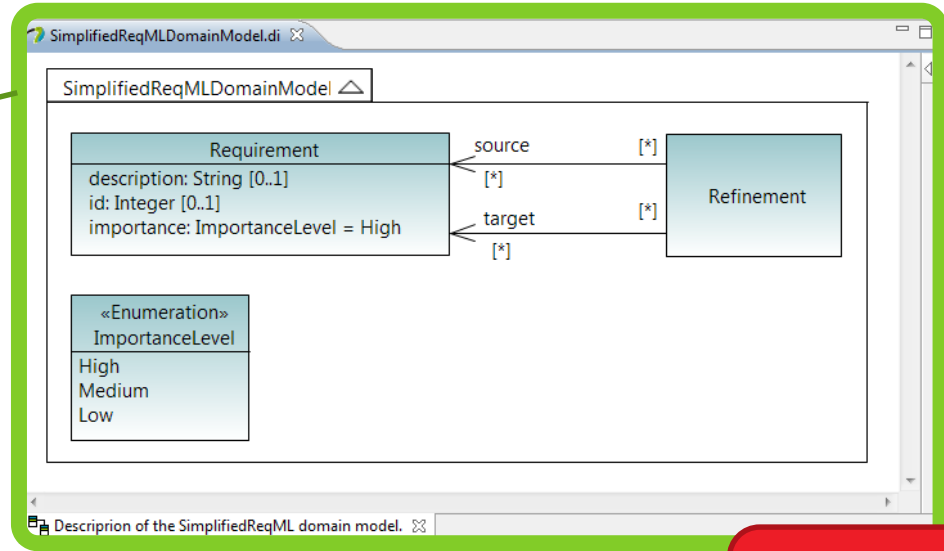 SimplifiedReqMLDomainModel.di
SimplifiedReqMLDomainModel
Requirement
description: String [0..1]
id: Integer [0..1]
importance: ImportanceLevel = High
source
[*]
[*]
target
[*]
[*]
Refinement
«Enumeration»
ImportanceLevel
High
Medium
Low
Descriprion of the SimplifiedReqML domain model.